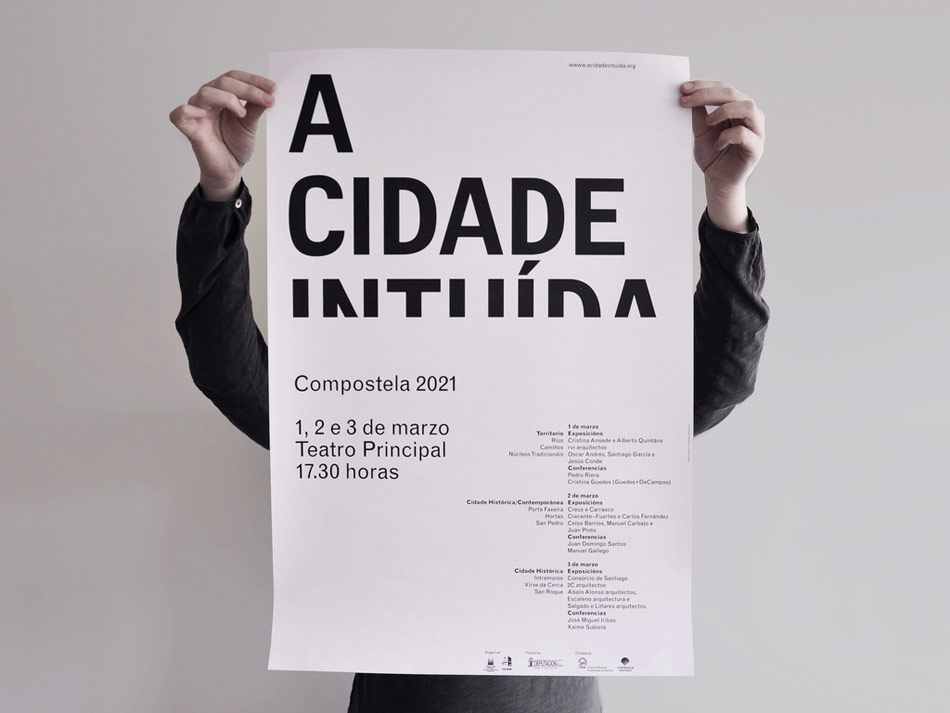 www.acidadeintuida.org
A
CIDADE
INTUÍDA
Compostela 2021
1, 2 e 3 de marzo
Teatro Principal
17.30 horas
1 de marzo
Territorio Exposicións
Ríos Cristina Ansede e Alberto Quintáns
Camiños rvr arquitectos
Núcleos Tradicionáis Oscar Andrés, Santiago García e
Jesús Conde
Conferencias
Pedro Riera
Cristina Guedes (Guedes+DeCampos)
2 de marzo
Cidade Histórica/Contemporánea Exposicións
Porta Faxeira Creus e Carrasco
Hortas Crecente-Fuertes e Carlos Fernández
San Pedro Celso Barrios, Manuel Carbajo e
Juan Pinto
Conferencias
Juan Domingo Santos
Manuel Gallego
3 de marzo
Cidade Histórica Exposicións
Intramuros Consorcio de Santiago
Virxe da Cerca 2C arquitectos
San Roque Abalo Alonso arquitectos,
Escaleno arquitectura e
Salgado e Liñares arquitectos
Conferencias
José Miguel Iribas
Xaime Subiela
Organiza Financia Colabora
DEPUTACIÓN